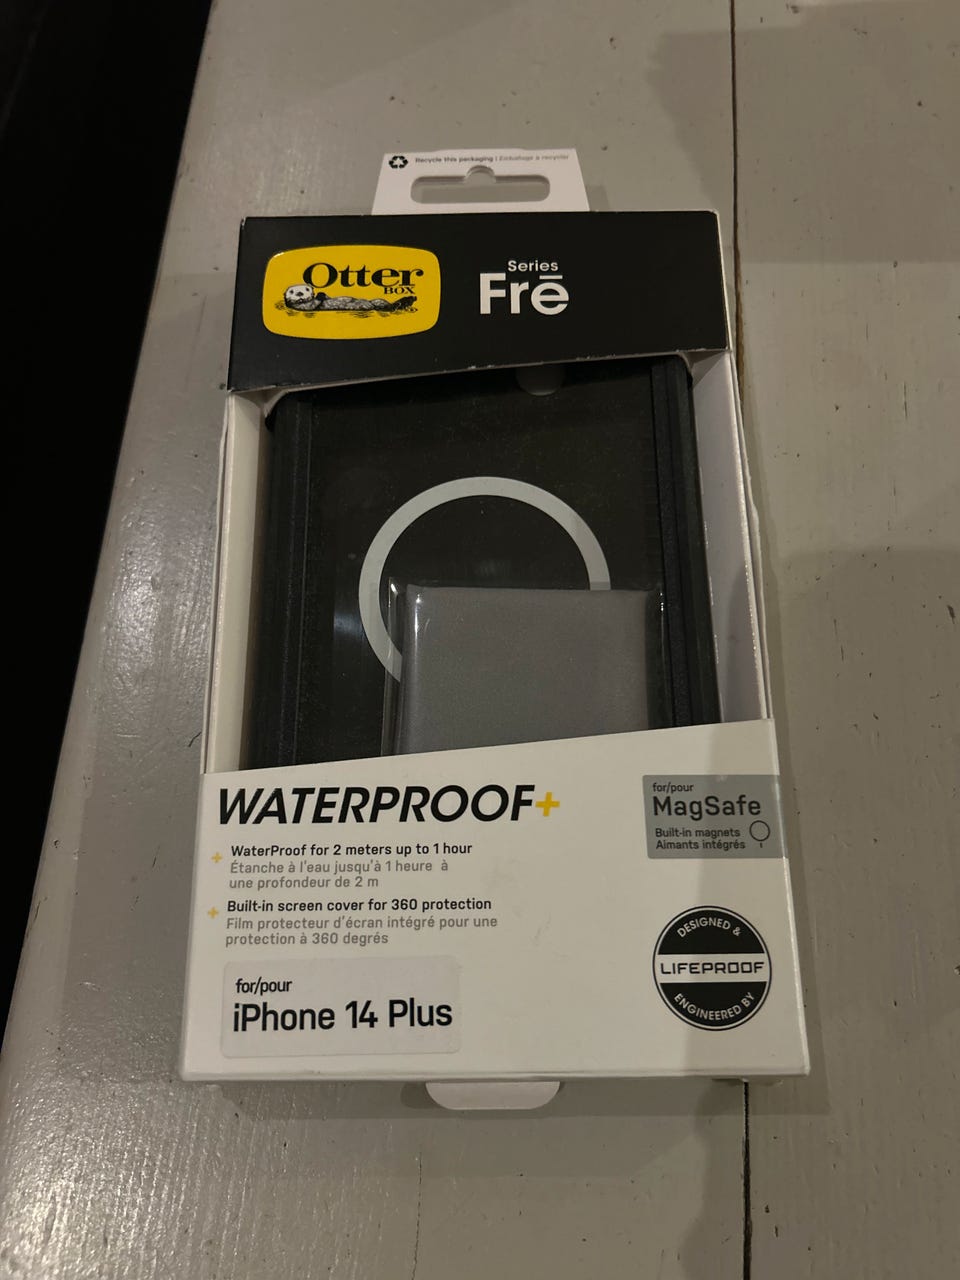 Recycle this packaging | Emballage à recycler
Otter
BOX
Series
Frē
WATERPROOF+
+ WaterProof for 2 meters up to 1 hour
Étanche à l'eau jusqu'à 1 heure à
une profondeur de 2 m
+ Built-in screen cover for 360 protection
Film protecteur d'écran intégré pour une
protection à 360 degrés
for/pour
iPhone 14 Plus
for/pour
MagSafe
Built-in magnets
Aimants intégrés
DESIGNED &
LIFEPROOF
ENGINEERED BY